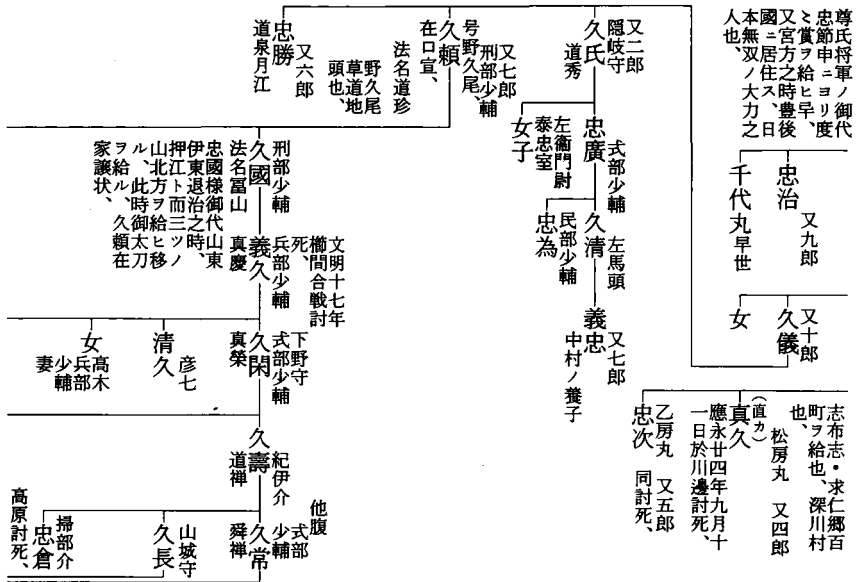 尊氏将軍ノ御代
忠節申ニヨリ度
々賞ヲ給ヒ早、
又宮方之時豊後
國ニ居住ス、日
本無双ノ大力之
人也、
忠治
又九郎
千代丸早世
久儀
又十郎
女
志布志・求仁郷百
町ヲ給也、深川村
也、
松房丸 又四郎
(直カ)
真久
應永廿四年九月十
一日於川邊討死、
乙房丸 又五郎
忠次 同討死、
又二郎
隠岐守
久氏
道秀
又七郎
刑部少輔
久頼
号野久尾、
在口宣、
法名道珍
野久尾
草道地
頭也、
又六郎
忠勝
道泉月江
式部少輔
忠廣
左衞門尉
泰忠室
女子
左馬頭
久清
民部少輔
忠為
又七郎
義忠
中村ノ養子
刑部少輔
久國
法名冨山
忠國様御代山東
伊東退治之時、
押江ト而三ツノ
山北方ヲ給ヒ移
ル、此時御太刀
ヲ給ル、久頼在
家譲状、
文明十七年
櫛間合戰討
死、
兵部少輔
義久
真慶
下野守
式部少輔
久閑
真榮
彦七
清久
女
高木
兵部
少輔
妻
紀伊介
久壽
道禅
他腹
式部
少輔
久常
舜禅
山城守
久長
掃部介
忠倉
高原討死、